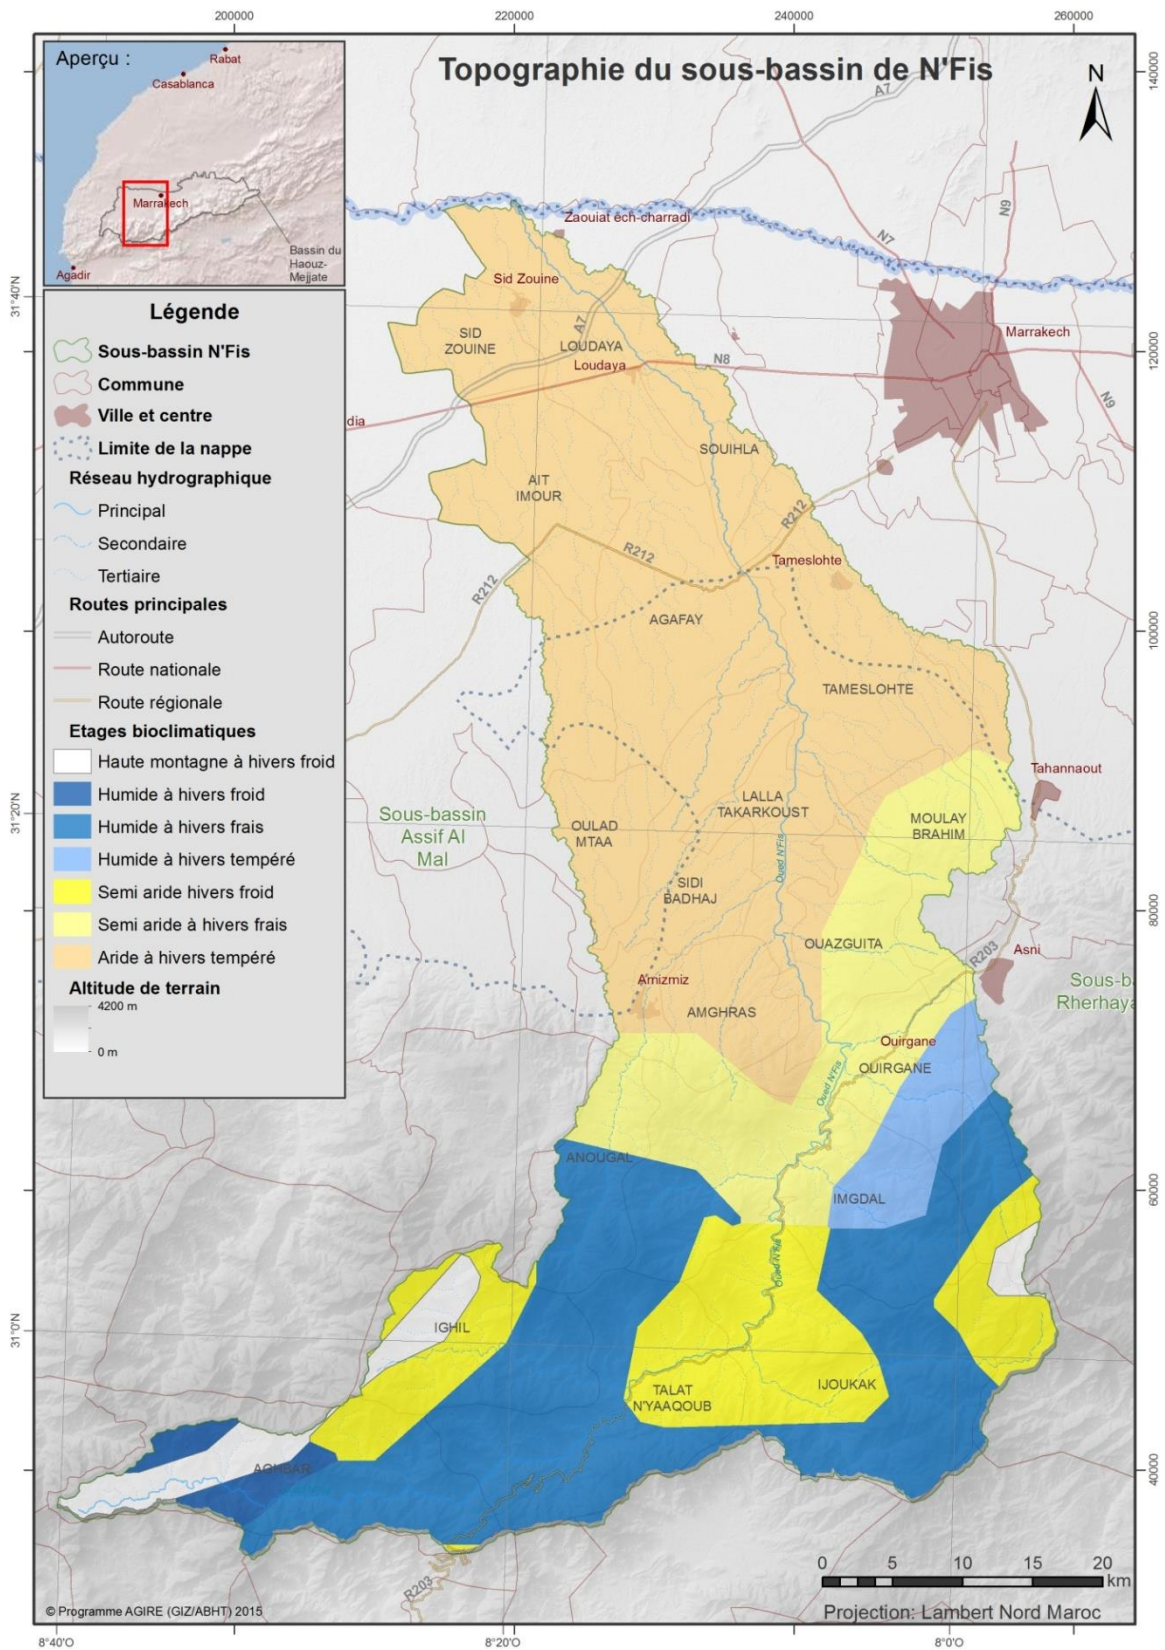 200000
220000
240000
260000
Aperçu :
Rabat
Casablanca
Marrakech
Agadir
Bassin du
Haouz-
Mejjate
Topographie du sous-bassin de N'Fis
N
A7
140000
N9
N7
Zaouiat ech-charradi
31°40'N
Sid Zouine
SID
ZOUINE
A7
LOUDAYA
Loudaya
N8
Marrakech
120000
N9
dia
SOUIHLA
AIT
IMOUR
R212
R212
R212
Tameslohte
100000
AGAFAY
TAMESLOHTE
Tahannaout
31°20'N
Sous-bassin
Assif Al
Mal
LALLA
TAKARKOUST
MOULAY
BRAHIM
OULAD
MTAA
Oued N'Fis
SIDI
BADHAJ
80000
OUAZGUITA
R203
Asni
Amizmiz
Sous-b
Rherhaya
AMGHRAS
Ouirgane
OUIRGANE
Oued N'Fis
ANOUGAL
IMGDAL
60000
Oued N'Fis
31°0'N
IGHIL
TALAT
N'YAAQOUB
IJOUKAK
AGHBAR
40000
R203
Légende
Sous-bassin N'Fis
Commune
Ville et centre
Limite de la nappe
Réseau hydrographique
Principal
Secondaire
Tertiaire
Routes principales
Autoroute
Route nationale
Route régionale
Etages bioclimatiques
Haute montagne à hivers froid
Humide à hivers froid
Humide à hivers frais
Humide à hivers tempéré
Semi aride hivers froid
Semi aride à hivers frais
Aride à hivers tempéré
Altitude de terrain
4200 m
0 m
0 5 10 15 20
km
© Programme AGIRE (GIZ/ABHT) 2015
Projection: Lambert Nord Maroc
8°40'O
8°20'O
8°0'O